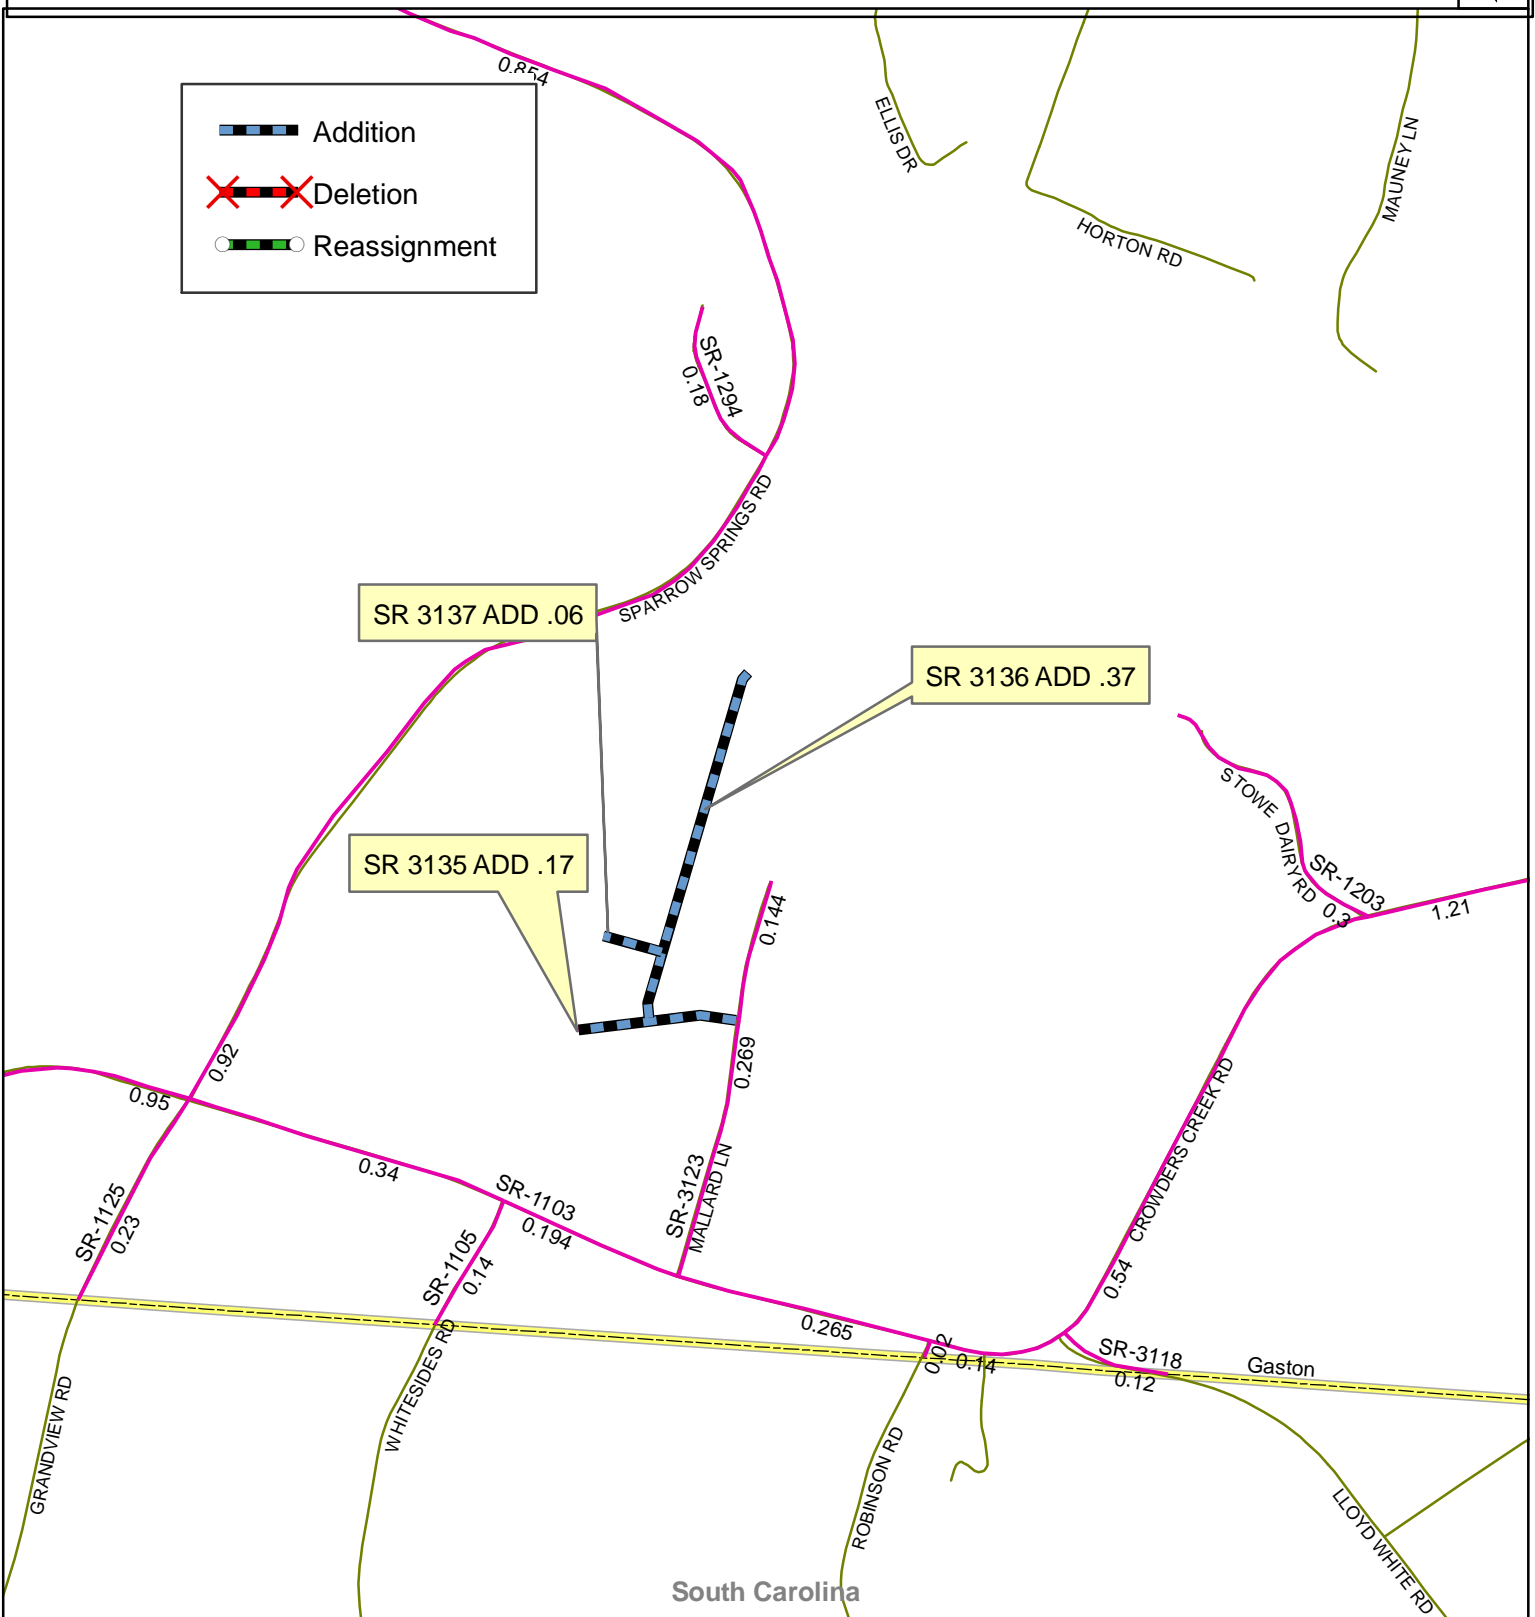 0.854
Addition
Deletion
Reassignment
ELLIS DR
HORTON RD
MAUNEY LN
SR-1294
0.18
SPARROW SPRINGS RD
SR 3137 ADD .06
SR 3136 ADD .37
SR 3135 ADD .17
STOWE DAIRY RD
SR-1203
0.3
1.21
0.144
0.92
0.269
0.95
0.34
SR-1103
0.194
SR-3123
MALLARD LN
CROWDERS CREEK RD
SR-1125
0.23
SR-1105
0.14
0.54
0.265
0.02
0.14
SR-3118
0.12
Gaston
GRANDVIEW RD
WHITESIDES RD
ROBINSON RD
LLOYD WHITE RD
South Carolina